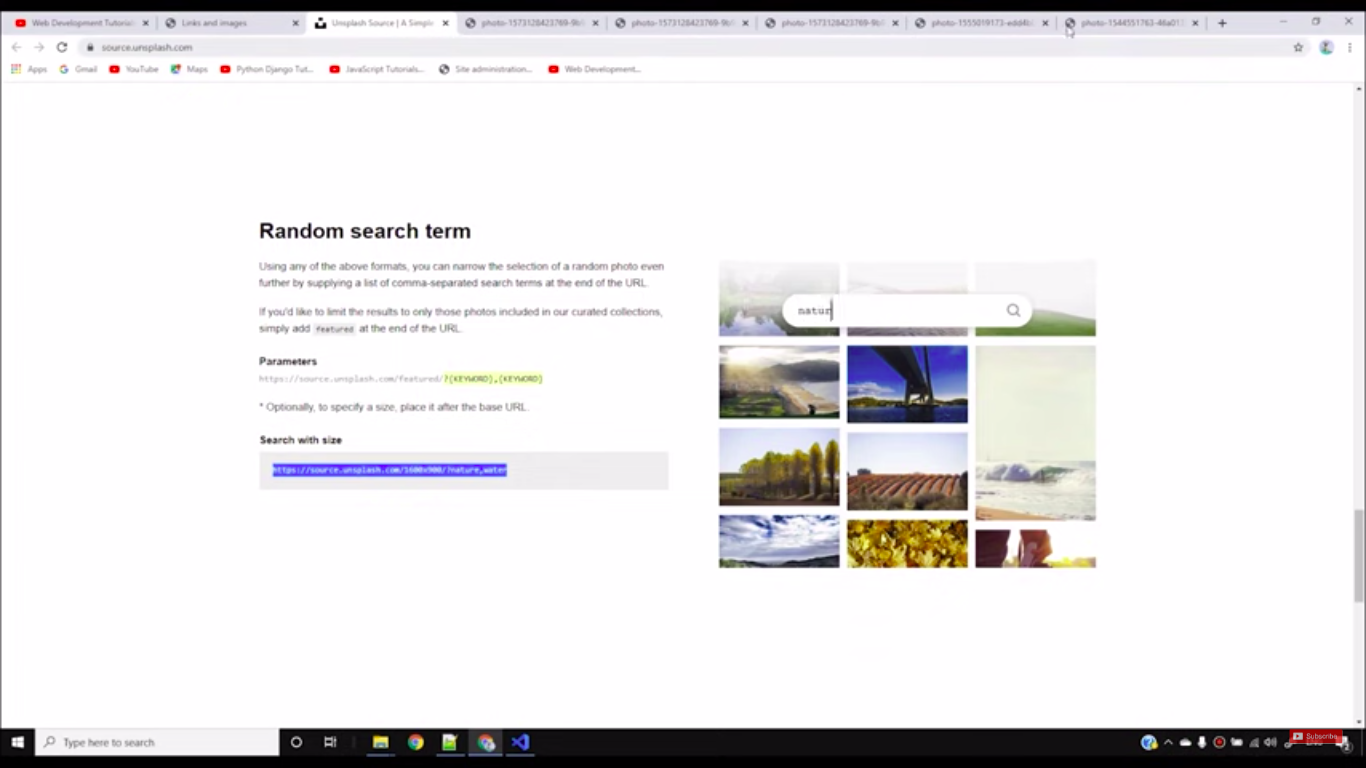 Web Development Tutorial
Links and images
Unsplash Source | A Simple
photo-1573128423769-9b
photo-1573128423769-9b
photo-1573128423769-9b
photo-1555019173-edd4b
photo-1544551763-46a01
source.unsplash.com
Apps
Gmail
YouTube
Maps
Python Django Tut...
JavaScript Tutorials...
Site administration...
Web Development...
Random search term
Using any of the above formats, you can narrow the selection of a random photo even
further by supplying a list of comma-separated search terms at the end of the URL.
If you'd like to limit the results to only those photos included in our curated collections,
simply add featured at the end of the URL.
Parameters
https://source.unsplash.com/featured/?{KEYWORD},{KEYWORD}
* Optionally, to specify a size, place it after the base URL.
Search with size
https://source.unsplash.com/1600x900/?nature,water
natur
Type here to search
Subscribe
2